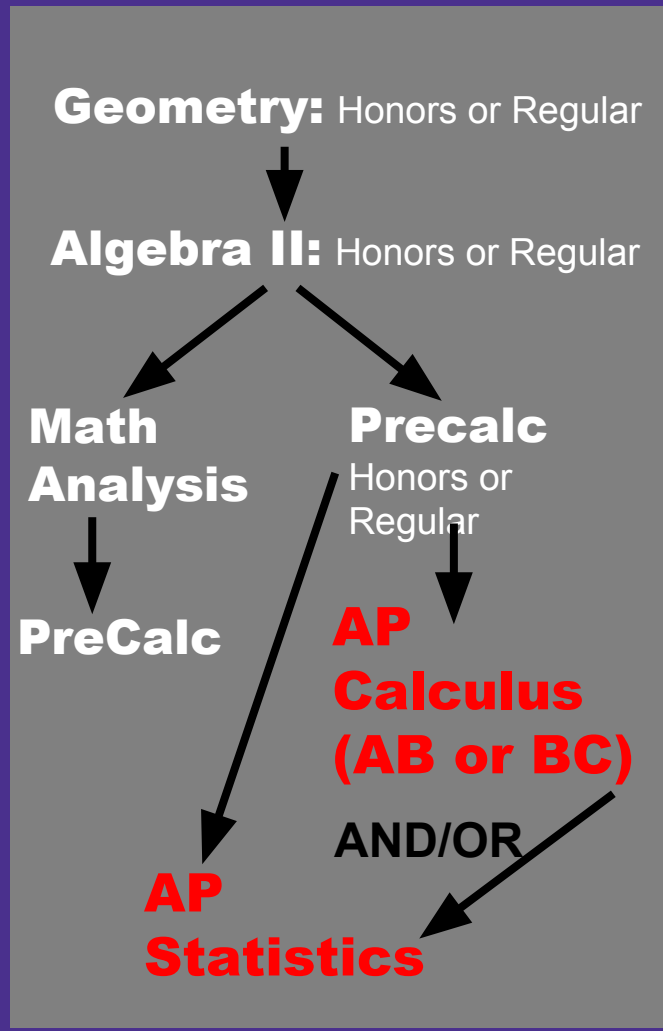 Geometry: Honors or Regular
Algebra II: Honors or Regular
Math
Analysis
PreCalc
Precalc
Honors or
Regular
AP
Calculus
(AB or BC)
AND/OR
AP
Statistics